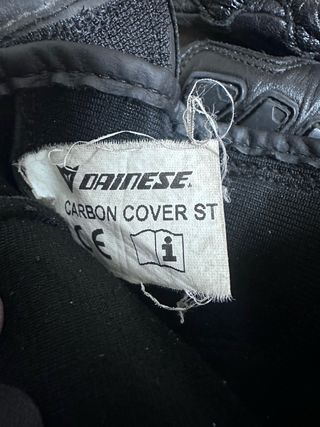 DAINESE
CARBON COVER ST
CE
i